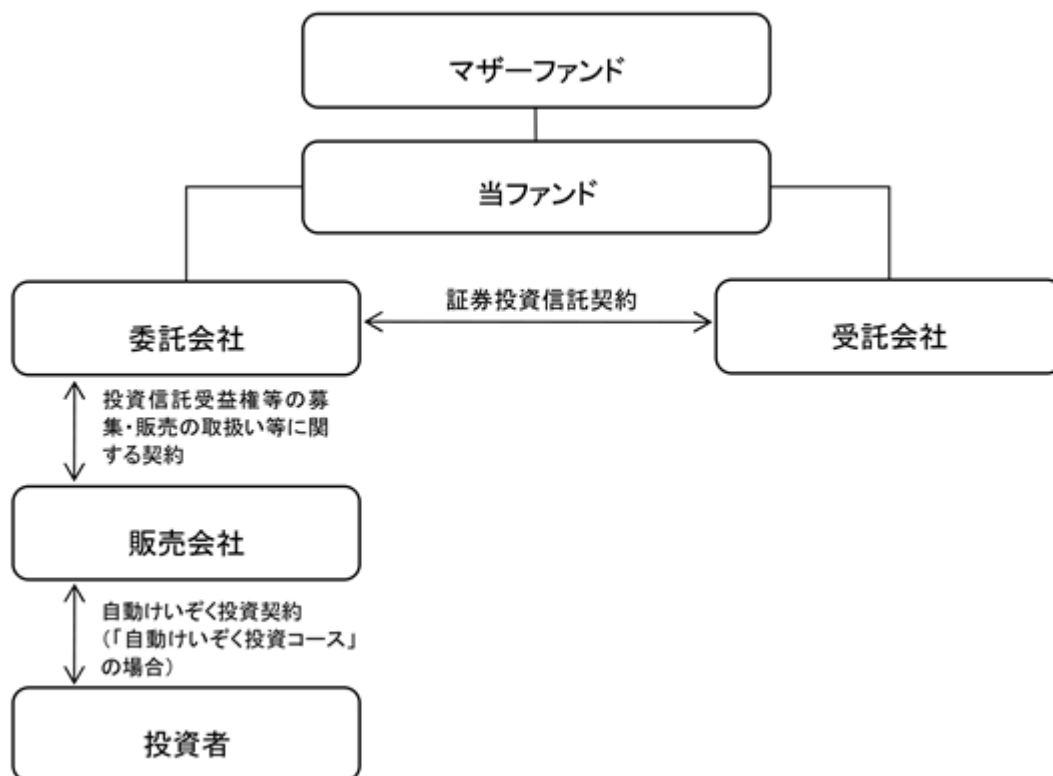 マザーファンド
当ファンド
証券投資信託契約
委託会社
受託会社
投資信託受益権等の募
集・販売の取扱い等に関
する契約
販売会社
自動けいぞく投資契約
(「自動けいぞく投資コース」
の場合)
投資者